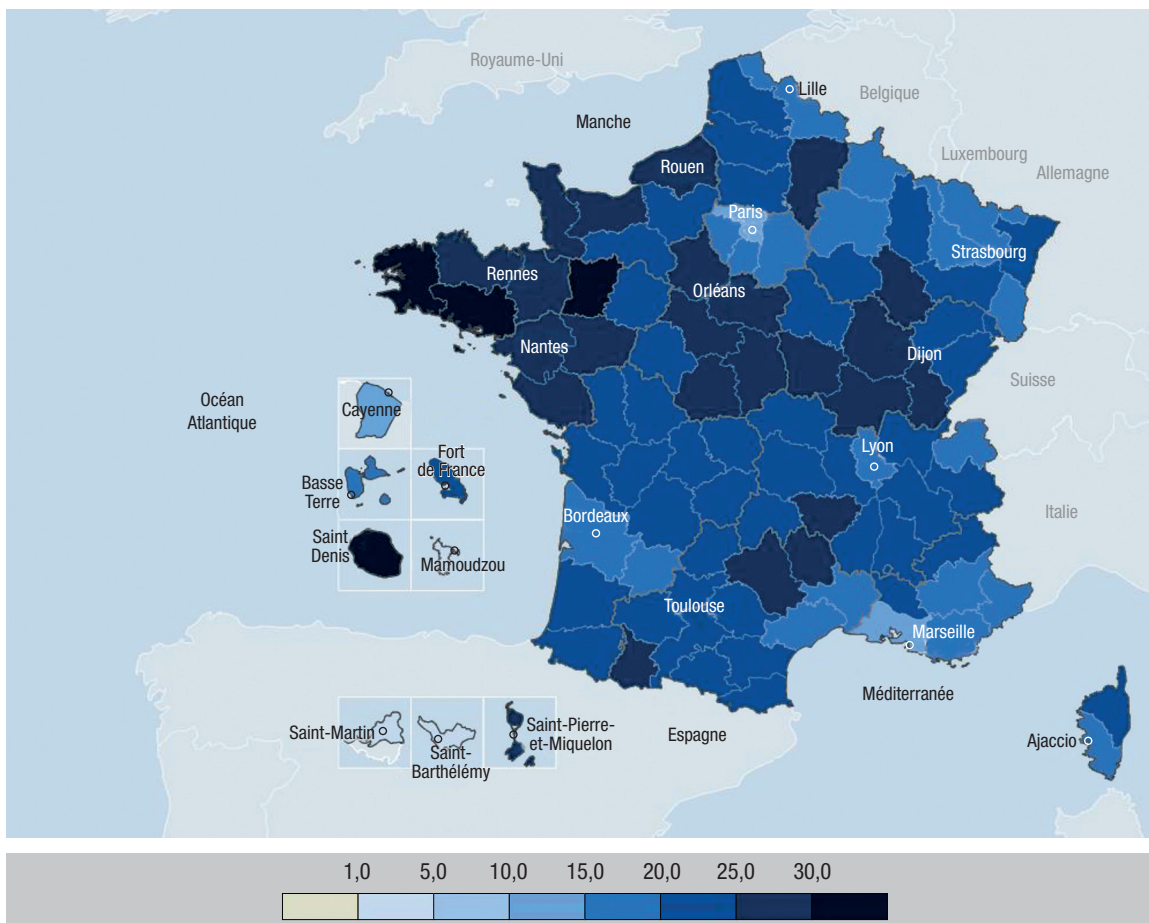 Royaume-Uni
Belgique
Lille
Manche
Luxembourg
Allemagne
Rouen
Paris
Strasbourg
Rennes
Orléans
Nantes
Dijon
Suisse
Océan
Atlantique
Cayenne
Lyon
Fort
de France
Basse
Terre
Bordeaux
Italie
Saint
Denis
Mamoudzou
Toulouse
Marseille
Méditerranée
Saint-Martin
Saint-
Barthélémy
Saint-Pierre-
et-Miquelon
Espagne
Ajaccio
1,0 5,0 10,0 15,0 20,0 25,0 30,0